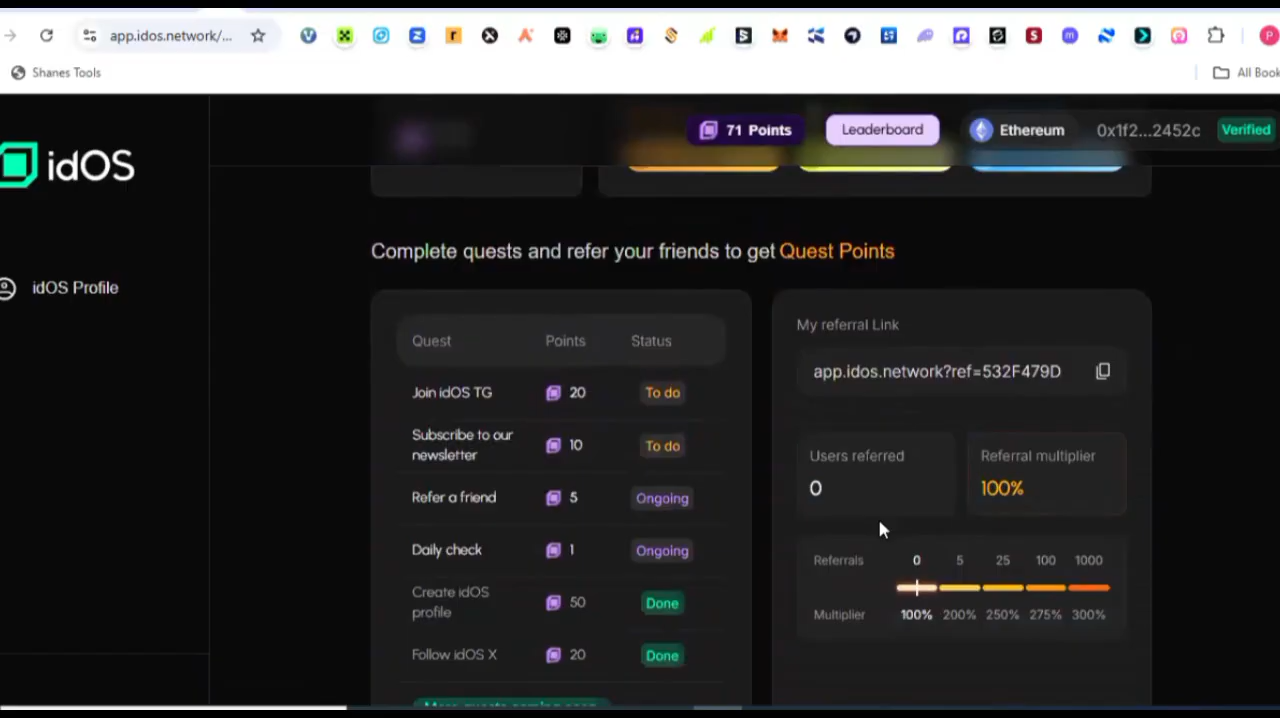 app.idos.network/...
Shanes Tools
All Book
idOS
71 Points
Leaderboard
Ethereum
0x1f2...2452c
Verified
idOS Profile
Complete quests and refer your friends to get Quest Points
Quest Points Status
Join idOS TG 20 To do
Subscribe to our
newsletter 10 To do
Refer a friend 5 Ongoing
Daily check 1 Ongoing
Create idOS
profile 50 Done
Follow idOS X 20 Done
My referral Link
app.idos.network?ref=532F479D
Users referred
0
Referral multiplier
100%
Referrals 0 5 25 100 1000
Multiplier 100% 200% 250% 275% 300%